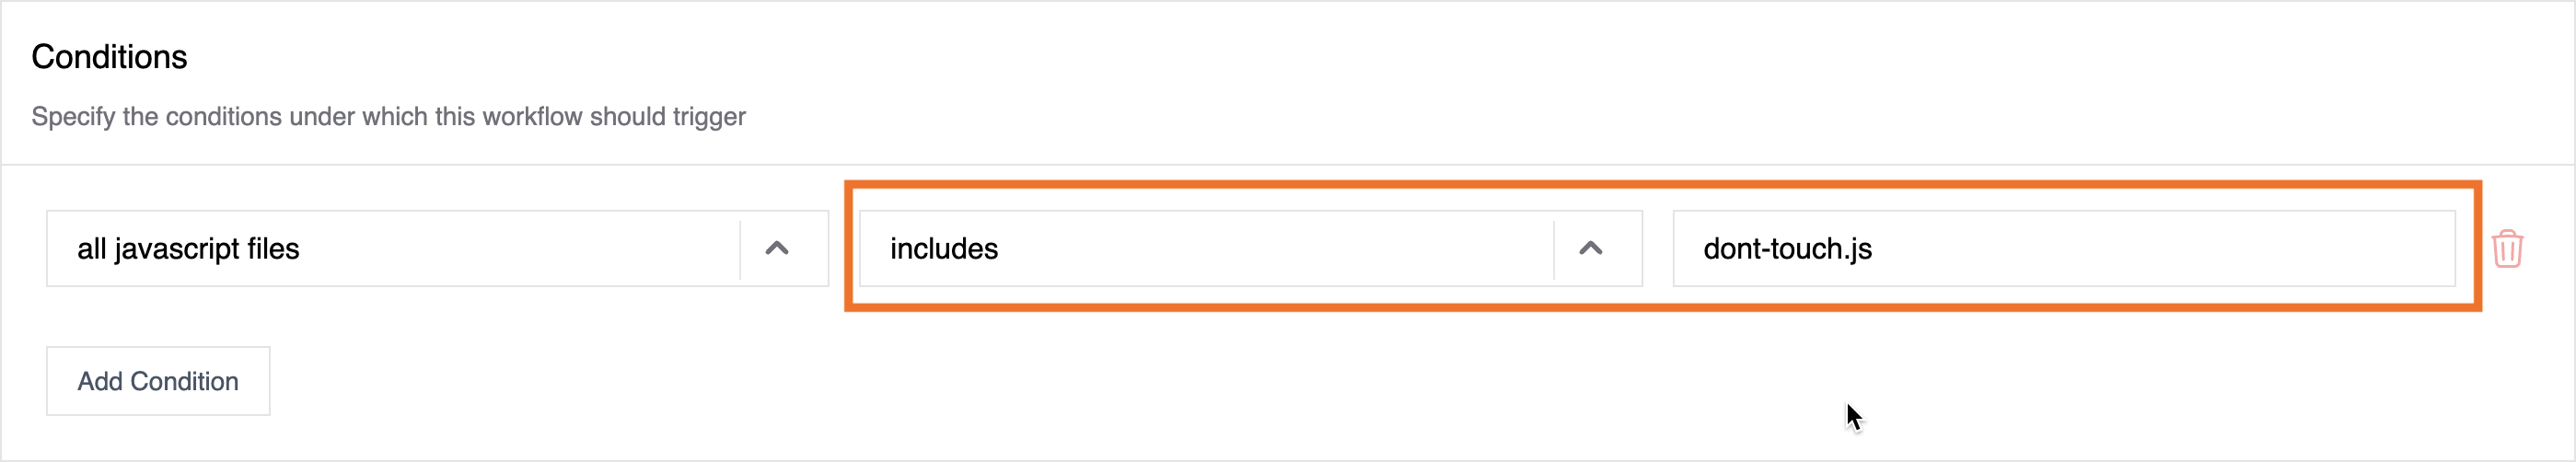 Conditions
Specify the conditions under which this workflow should trigger
all javascript files
includes
dont-touch.js
Add Condition